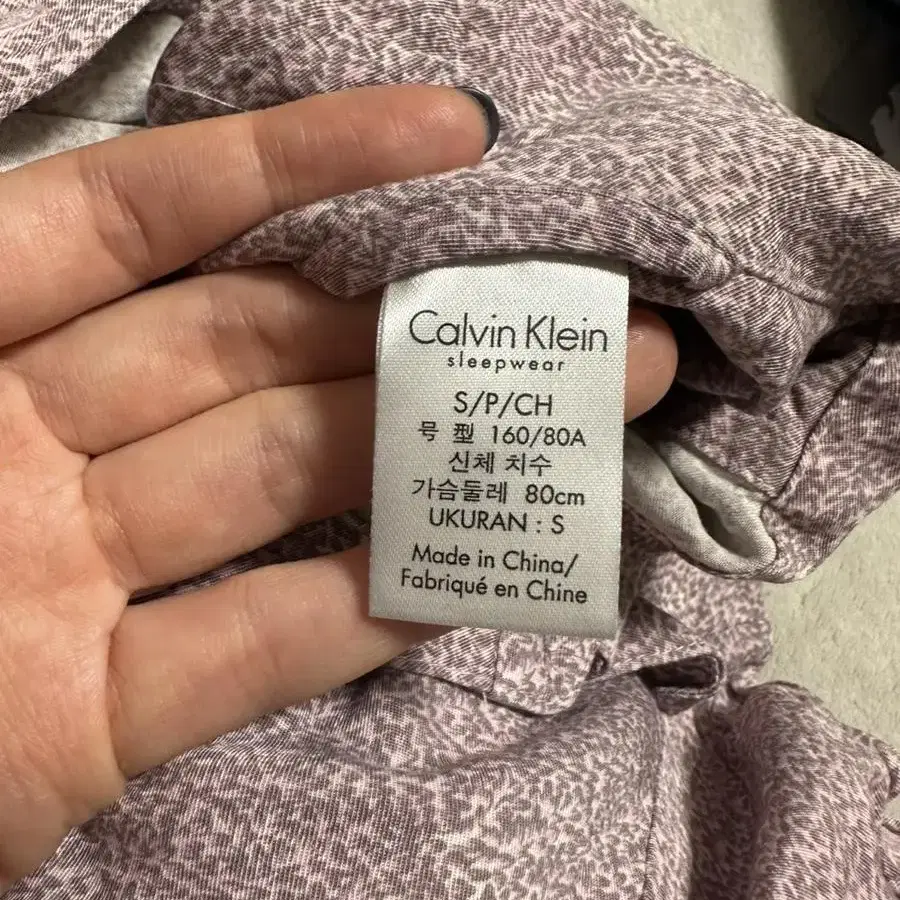 Calvin Klein
sleepwear
S/P/CH
号 型 160/80A
신체 치수
가슴둘레 80cm
UKURAN : S
Made in China/
Fabriqué en Chine